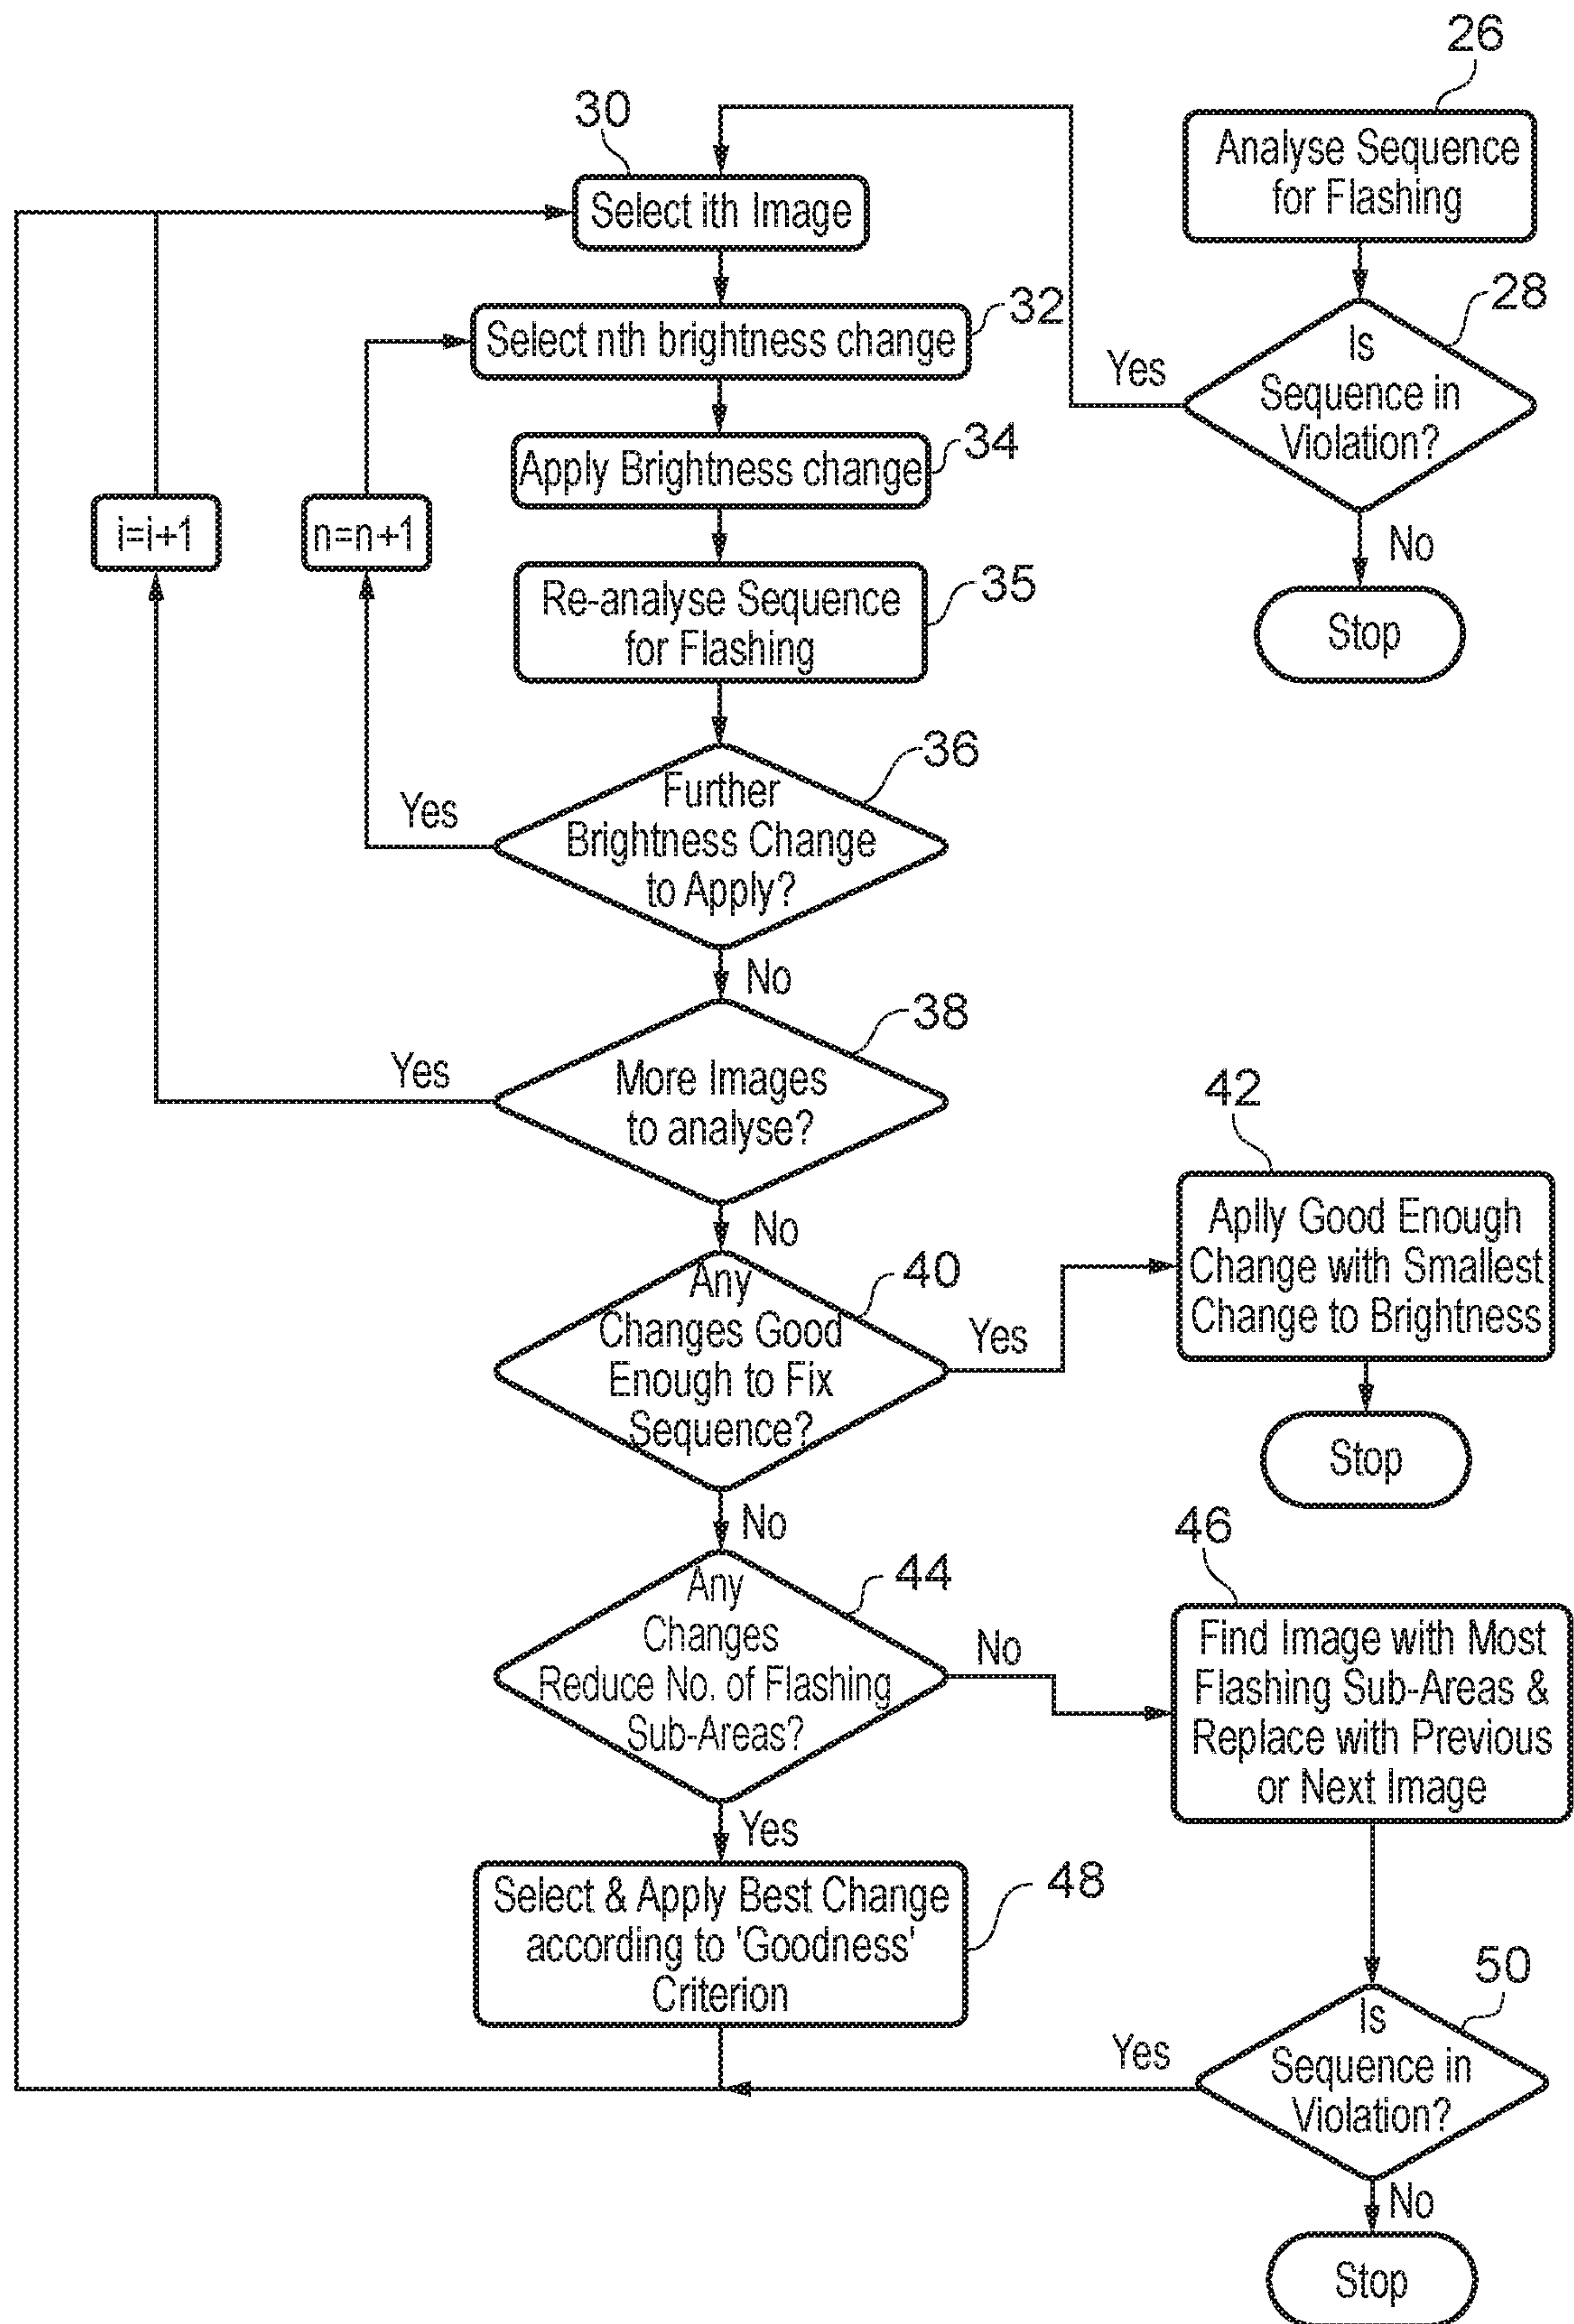 26
Analyse Sequence
for Flashing
30
Select ith Image
28
Is
Sequence in
Violation?
Yes
No
Stop
32
Select nth brightness change
34
Apply Brightness change
i=i+1
n=n+1
35
Re-analyse Sequence
for Flashing
36
Further
Brightness Change
to Apply?
Yes
No
38
More Images
to analyse?
Yes
No
40
Any
Changes Good
Enough to Fix
Sequence?
Yes
No
42
Aplly Good Enough
Change with Smallest
Change to Brightness
Stop
44
Any
Changes
Reduce No. of Flashing
Sub-Areas?
No
Yes
46
Find Image with Most
Flashing Sub-Areas &
Replace with Previous
or Next Image
48
Select & Apply Best Change
according to 'Goodness'
Criterion
50
Is
Sequence in
Violation?
Yes
No
Stop